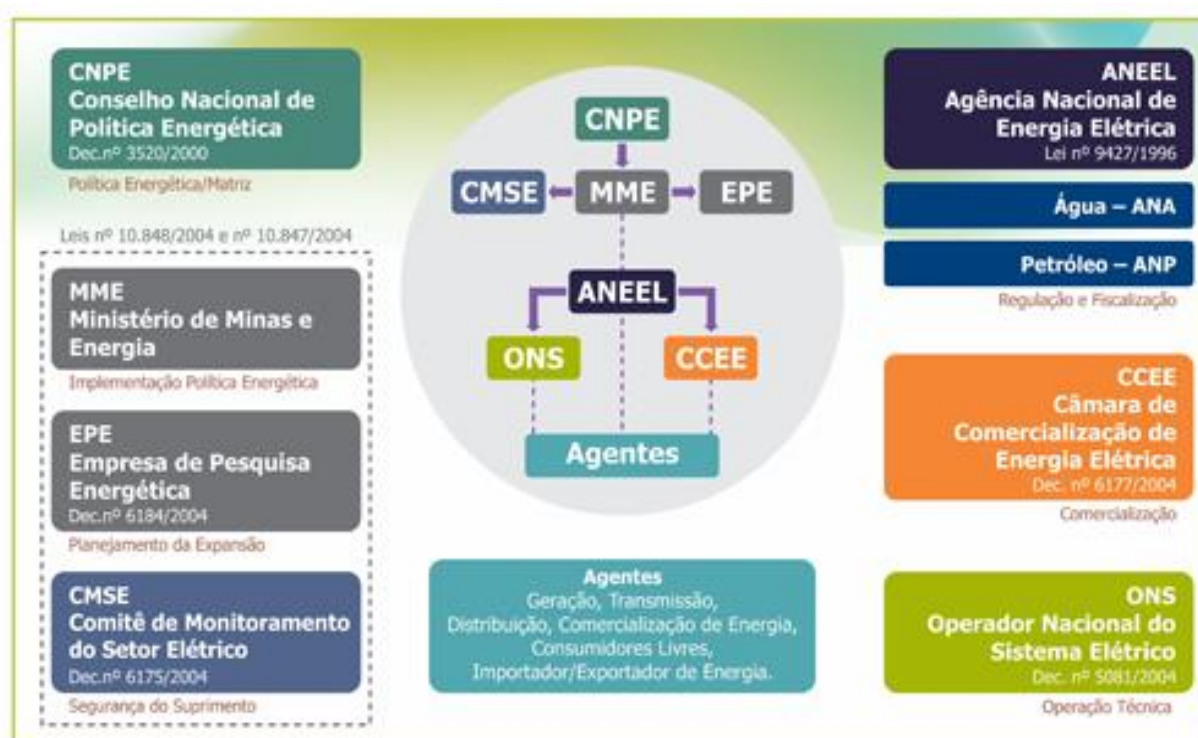 CNPE
Conselho Nacional de
Política Energética
Dec.nº 3520/2000
Política Energética/Matriz
Leis nº 10.848/2004 e nº 10.847/2004
MME
Ministério de Minas e
Energia
Implementação Política Energética
EPE
Empresa de Pesquisa
Energética
Dec.nº 6184/2004
Planejamento da Expansão
CMSE
Comitê de Monitoramento
do Setor Elétrico
Dec.nº 6175/2004
Segurança do Suprimento
CNPE
CMSE
MME
EPE
ANEEL
ONS
CCEE
Agentes
Agentes
Geração, Transmissão,
Distribuição, Comercialização de Energia,
Consumidores Livres,
Importador/Exportador de Energia.
ANEEL
Agência Nacional de
Energia Elétrica
Lei nº 9427/1996
Água – ANA
Petróleo – ANP
Regulação e Fiscalização
CCEE
Câmara de
Comercialização de
Energia Elétrica
Dec. nº 6177/2004
Comercialização
ONS
Operador Nacional do
Sistema Elétrico
Dec. nº 5081/2004
Operação Técnica